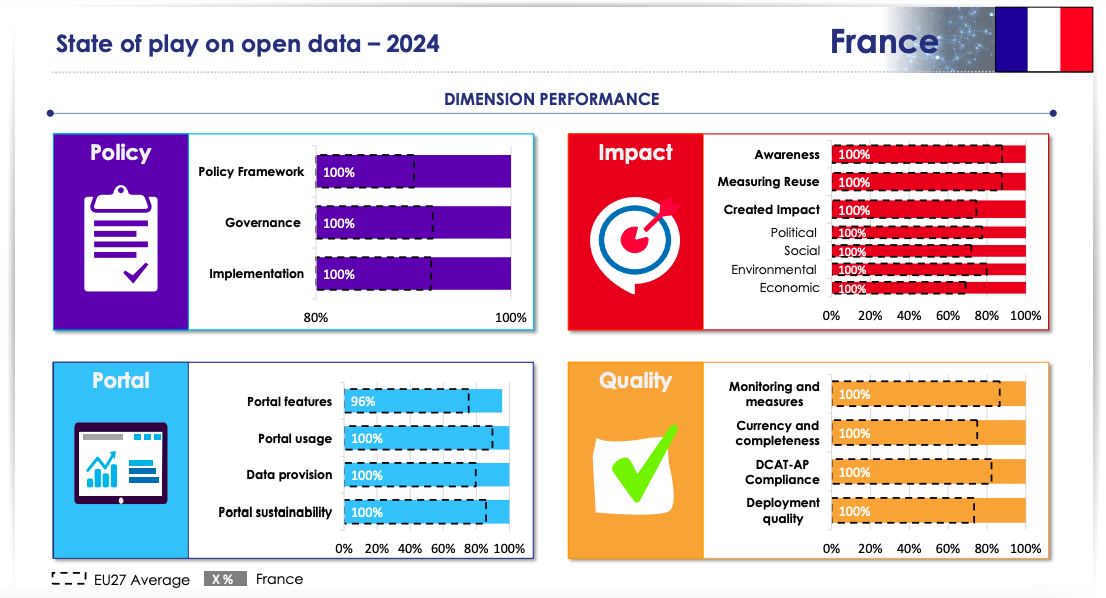 State of play on open data – 2024
France
DIMENSION PERFORMANCE
Policy
Policy Framework
100%
Governance
100%
Implementation
100%
80%
100%
Impact
Awareness
100%
Measuring Reuse
100%
Created Impact
100%
Political
100%
Social
100%
Environmental
100%
Economic
100%
0% 20% 40% 60% 80% 100%
Portal
Portal features
96%
Portal usage
100%
Data provision
100%
Portal sustainability
100%
0% 20% 40% 60% 80% 100%
Quality
Monitoring and
measures
100%
Currency and
completeness
100%
DCAT-AP
Compliance
100%
Deployment
quality
100%
0% 20% 40% 60% 80% 100%
EU27 Average
X %
France